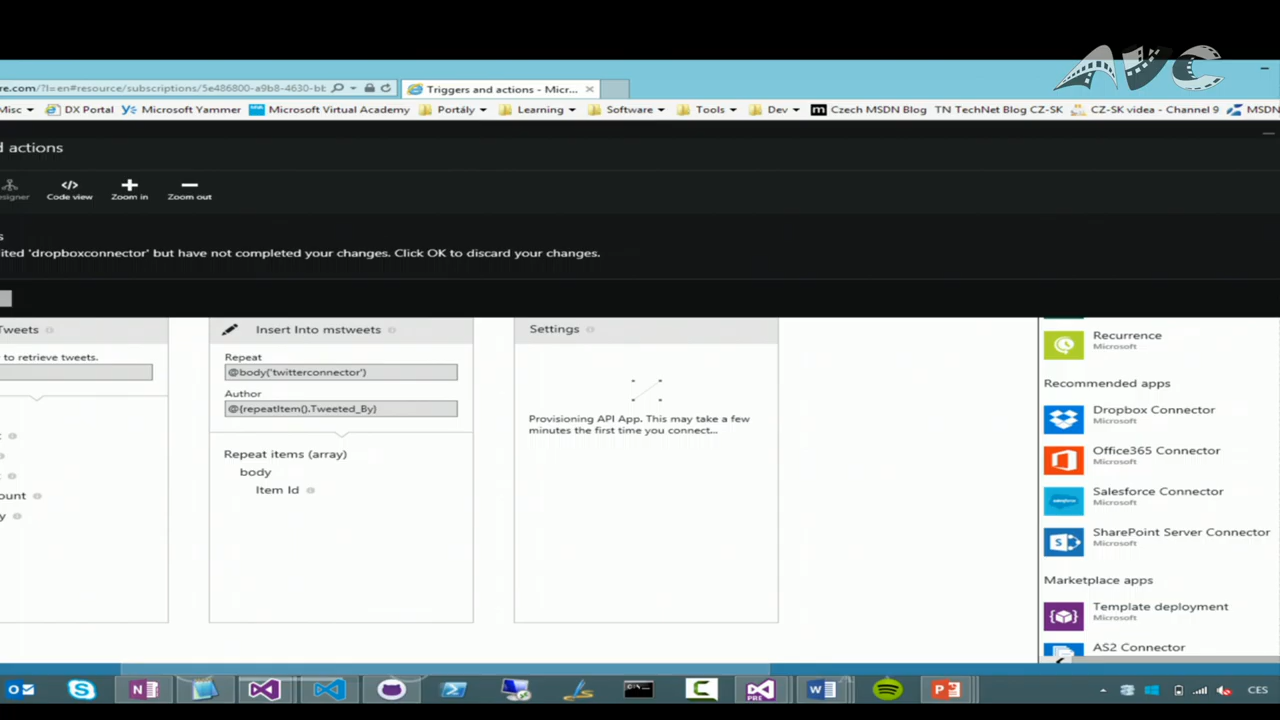 AVC
re.com/?l=en#resource/subscriptions/5e486800-a9b8-4630-bb
Triggers and actions - Micr...
Misc
DX Portal
Microsoft Yammer
Microsoft Virtual Academy
Portály
Learning
Software
Tools
Dev
Czech MSDN Blog
TN TechNet Blog CZ-SK
CZ-SK videa - Channel 9
MSDN
d actions
signer
Code view
Zoom in
Zoom out
s
ited 'dropboxconnector' but have not completed your changes. Click OK to discard your changes.
Tweets
to retrieve tweets.
ount
y
Insert Into mstweets
Repeat
@body('twitterconnector')
Author
@{repeatItem().Tweeted_By}
Repeat items (array)
body
Item Id
Settings
Provisioning API App. This may take a few
minutes the first time you connect...
Recurrence
Microsoft
Recommended apps
Dropbox Connector
Microsoft
Office365 Connector
Microsoft
Salesforce Connector
Microsoft
SharePoint Server Connector
Microsoft
Marketplace apps
Template deployment
Microsoft
AS2 Connector
CES